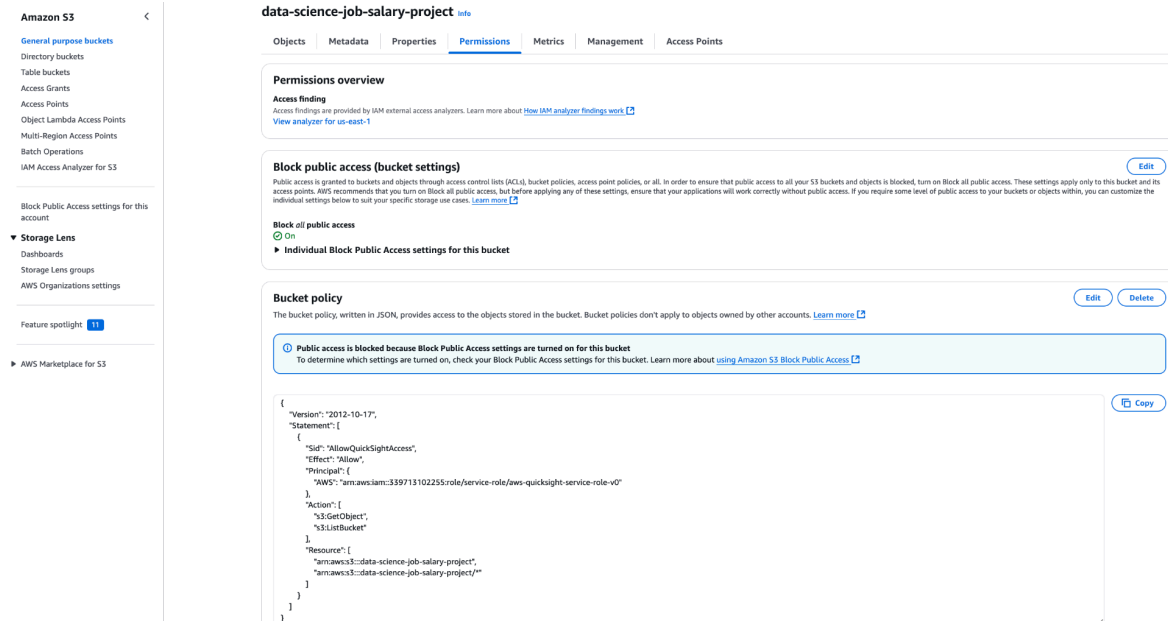 Amazon S3
General purpose buckets
Directory buckets
Table buckets
Access Grants
Access Points
Object Lambda Access Points
Multi-Region Access Points
Batch Operations
IAM Access Analyzer for S3
Block Public Access settings for this
account
Storage Lens
Dashboards
Storage Lens groups
AWS Organizations settings
Feature spotlight 11
AWS Marketplace for S3
data-science-job-salary-project Info
Objects Metadata Properties Permissions Metrics Management Access Points
Permissions overview
Access finding
Access findings are provided by IAM external access analyzers. Learn more about How IAM analyzer findings work
View analyzer for us-east-1
Block public access (bucket settings) Edit
Public access is granted to buckets and objects through access control lists (ACLs), bucket policies, access point policies, or all. In order to ensure that public access to all your S3 buckets and objects is blocked, turn on Block all public access. These settings apply only to this bucket and its
access points. AWS recommends that you turn on Block all public access, but before applying any of these settings, ensure that your applications will work correctly without public access. If you require some level of public access to your buckets or objects within, you can customize the
individual settings below to suit your specific storage use cases. Learn more
Block all public access
On
Individual Block Public Access settings for this bucket
Bucket policy Edit Delete
The bucket policy, written in JSON, provides access to the objects stored in the bucket. Bucket policies don't apply to objects owned by other accounts. Learn more
Public access is blocked because Block Public Access settings are turned on for this bucket
To determine which settings are turned on, check your Block Public Access settings for this bucket. Learn more about using Amazon S3 Block Public Access
Copy
{
"Version": "2012-10-17",
"Statement": [
{
"Sid": "AllowQuickSightAccess",
"Effect": "Allow",
"Principal": {
"AWS": "arn:aws:iam::339713102255:role/service-role/aws-quicksight-service-role-v0"
},
"Action": [
"s3:GetObject",
"s3:ListBucket"
],
"Resource": [
"arn:aws:s3:::data-science-job-salary-project",
"arn:aws:s3:::data-science-job-salary-project/*"
]
}
]
}